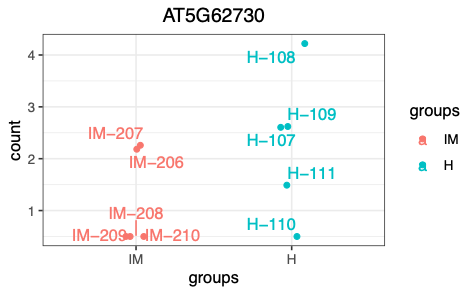 AT5G62730
count
4
3
2
1
H−108
H−109
IM−207
H−107
IM−206
H−111
IM−208
H−110
IM−209
IM−210
IM
H
groups
groups
a IM
a H